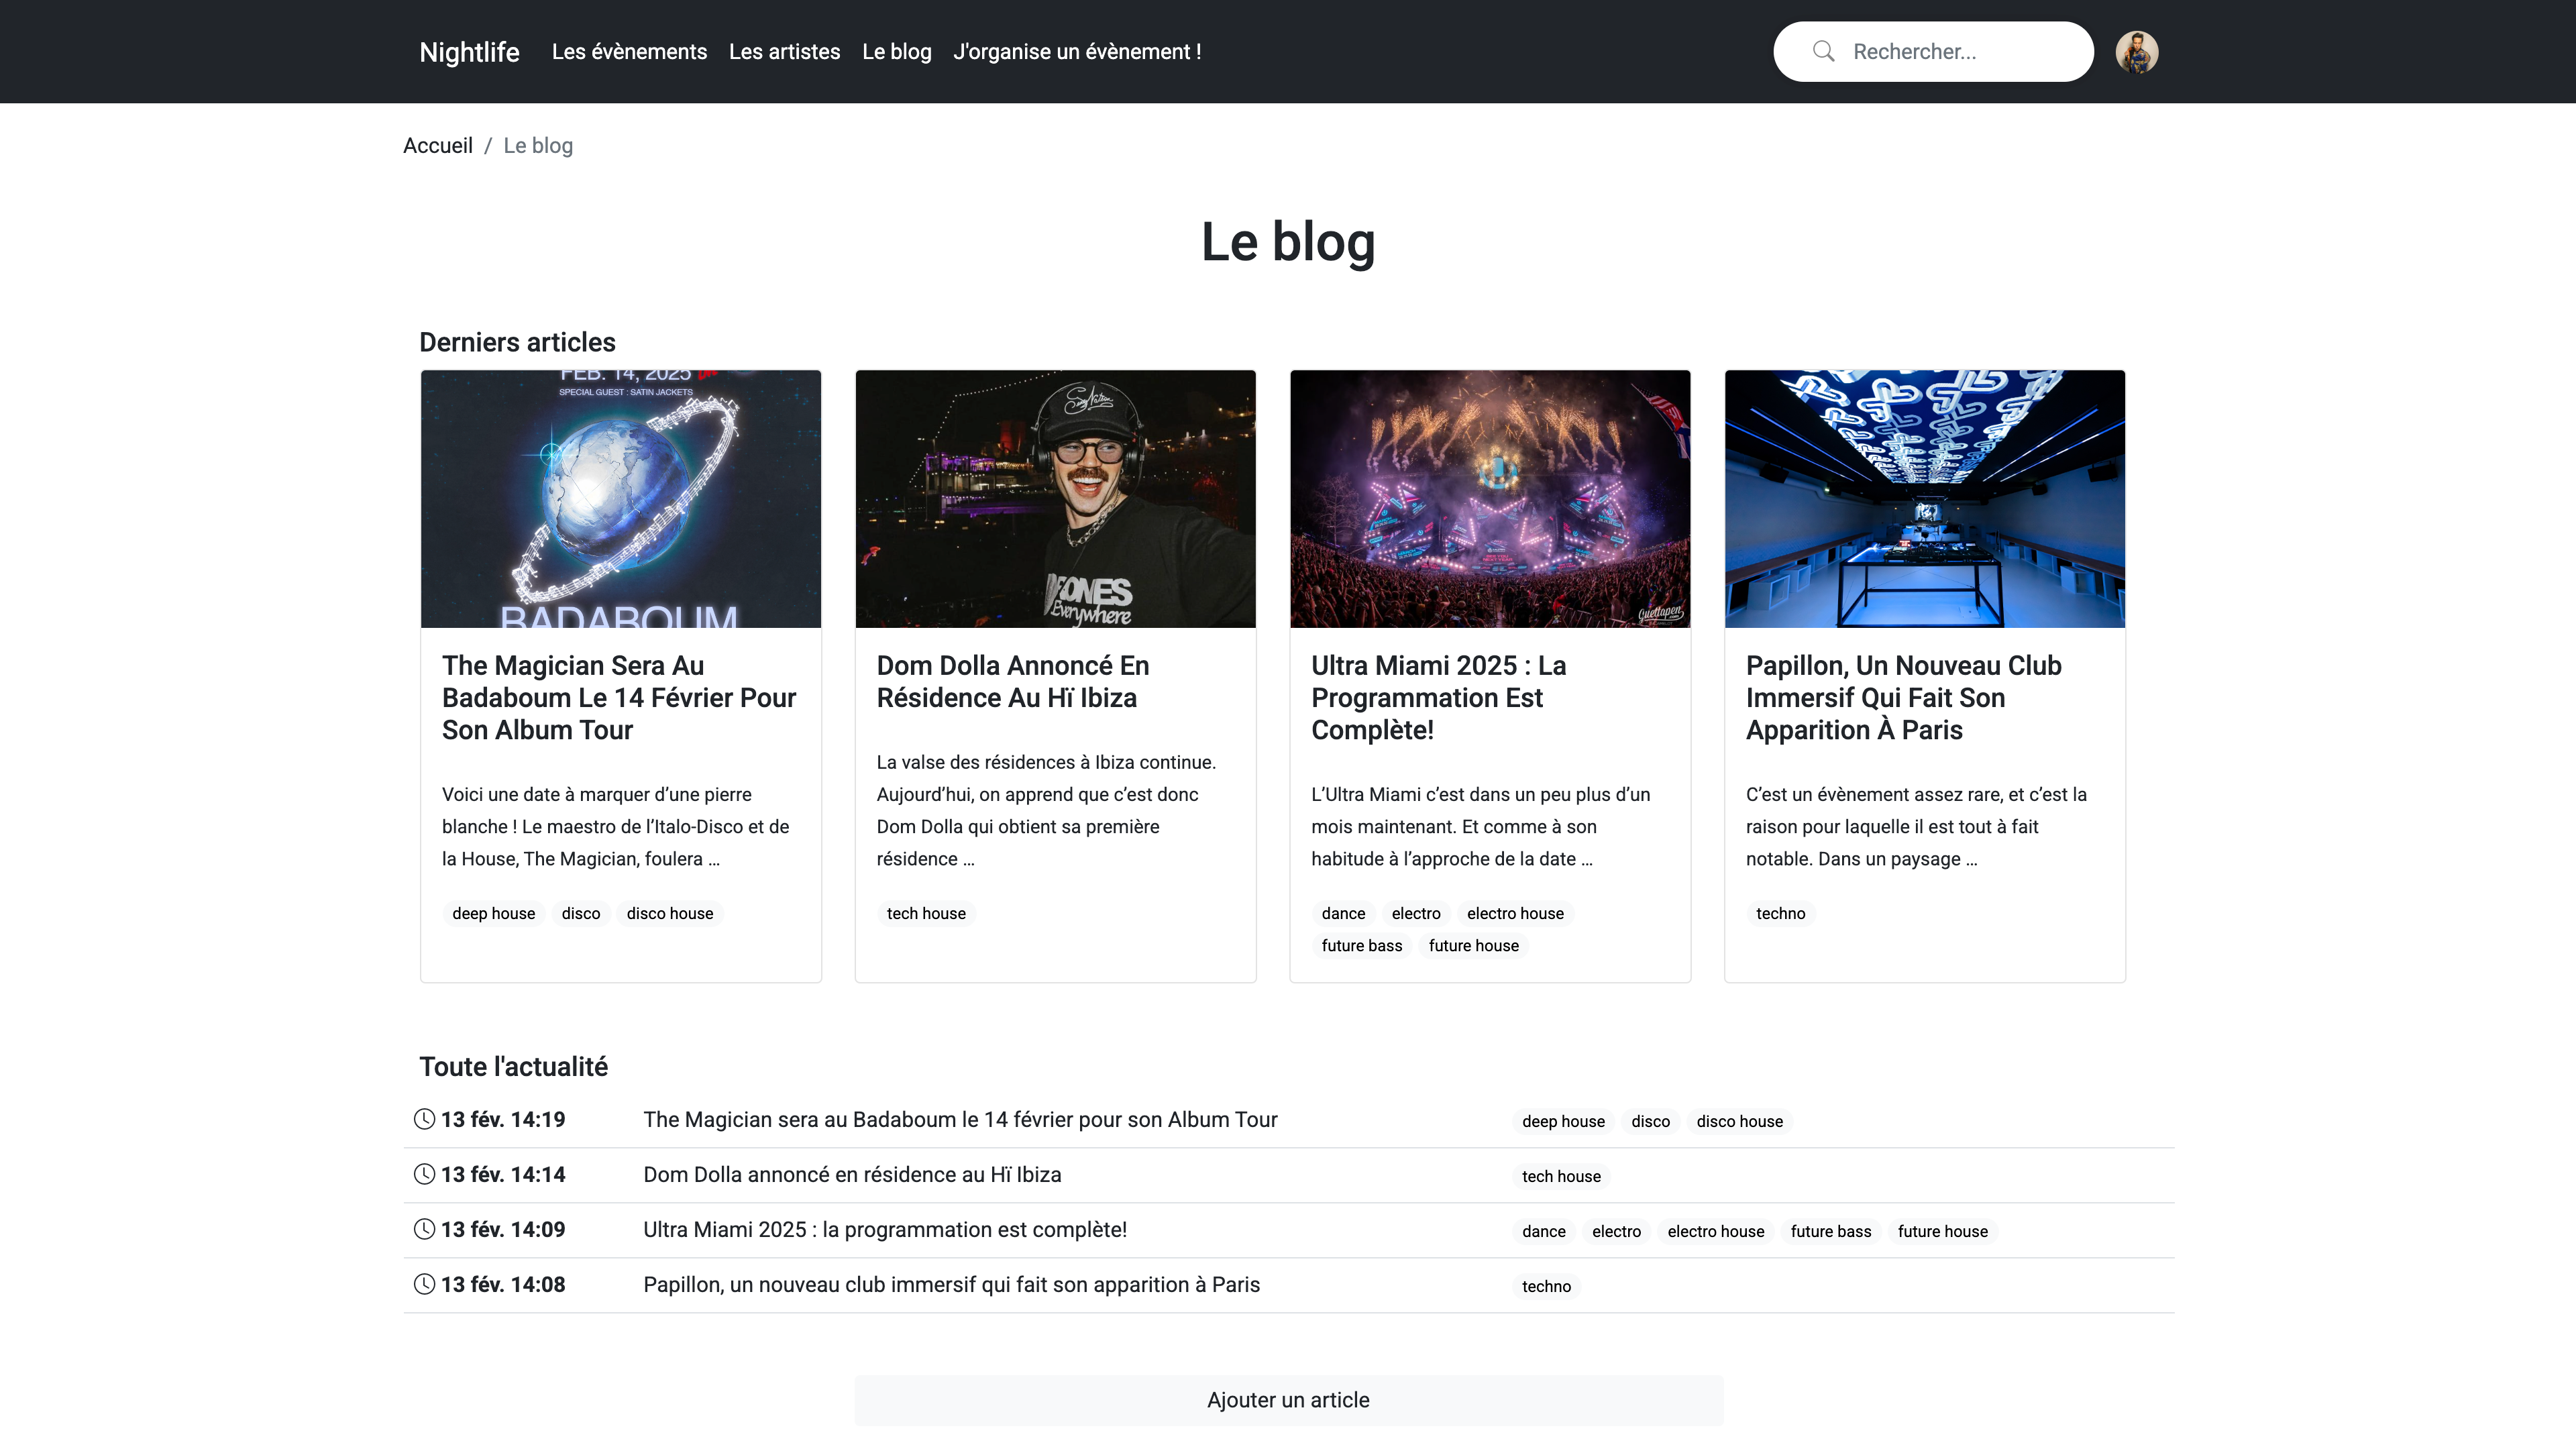 Nightlife
Les évènements
Les artistes
Le blog
J'organise un évènement !
Rechercher...
Accueil / Le blog
Le blog
Derniers articles
FEB. 14, 2025
SPECIAL GUEST : SATIN JACKETS
BADABOUM
The Magician Sera Au
Badaboum Le 14 Février Pour
Son Album Tour
Voici une date à marquer d’une pierre
blanche ! Le maestro de l’Italo-Disco et de
la House, The Magician, foulera ...
deep house disco disco house
Everywhere
Dom Dolla Annoncé En
Résidence Au Hï Ibiza
La valse des résidences à Ibiza continue.
Aujourd’hui, on apprend que c’est donc
Dom Dolla qui obtient sa première
résidence ...
tech house
Guettapen
Ultra Miami 2025 : La
Programmation Est
Complète!
L’Ultra Miami c’est dans un peu plus d’un
mois maintenant. Et comme à son
habitude à l’approche de la date ...
dance electro electro house
future bass future house
Papillon, Un Nouveau Club
Immersif Qui Fait Son
Apparition À Paris
C’est un évènement assez rare, et c’est la
raison pour laquelle il est tout à fait
notable. Dans un paysage ...
techno
Toute l'actualité
13 fév. 14:19 The Magician sera au Badaboum le 14 février pour son Album Tour deep house disco disco house
13 fév. 14:14 Dom Dolla annoncé en résidence au Hï Ibiza tech house
13 fév. 14:09 Ultra Miami 2025 : la programmation est complète! dance electro electro house future bass future house
13 fév. 14:08 Papillon, un nouveau club immersif qui fait son apparition à Paris techno
Ajouter un article